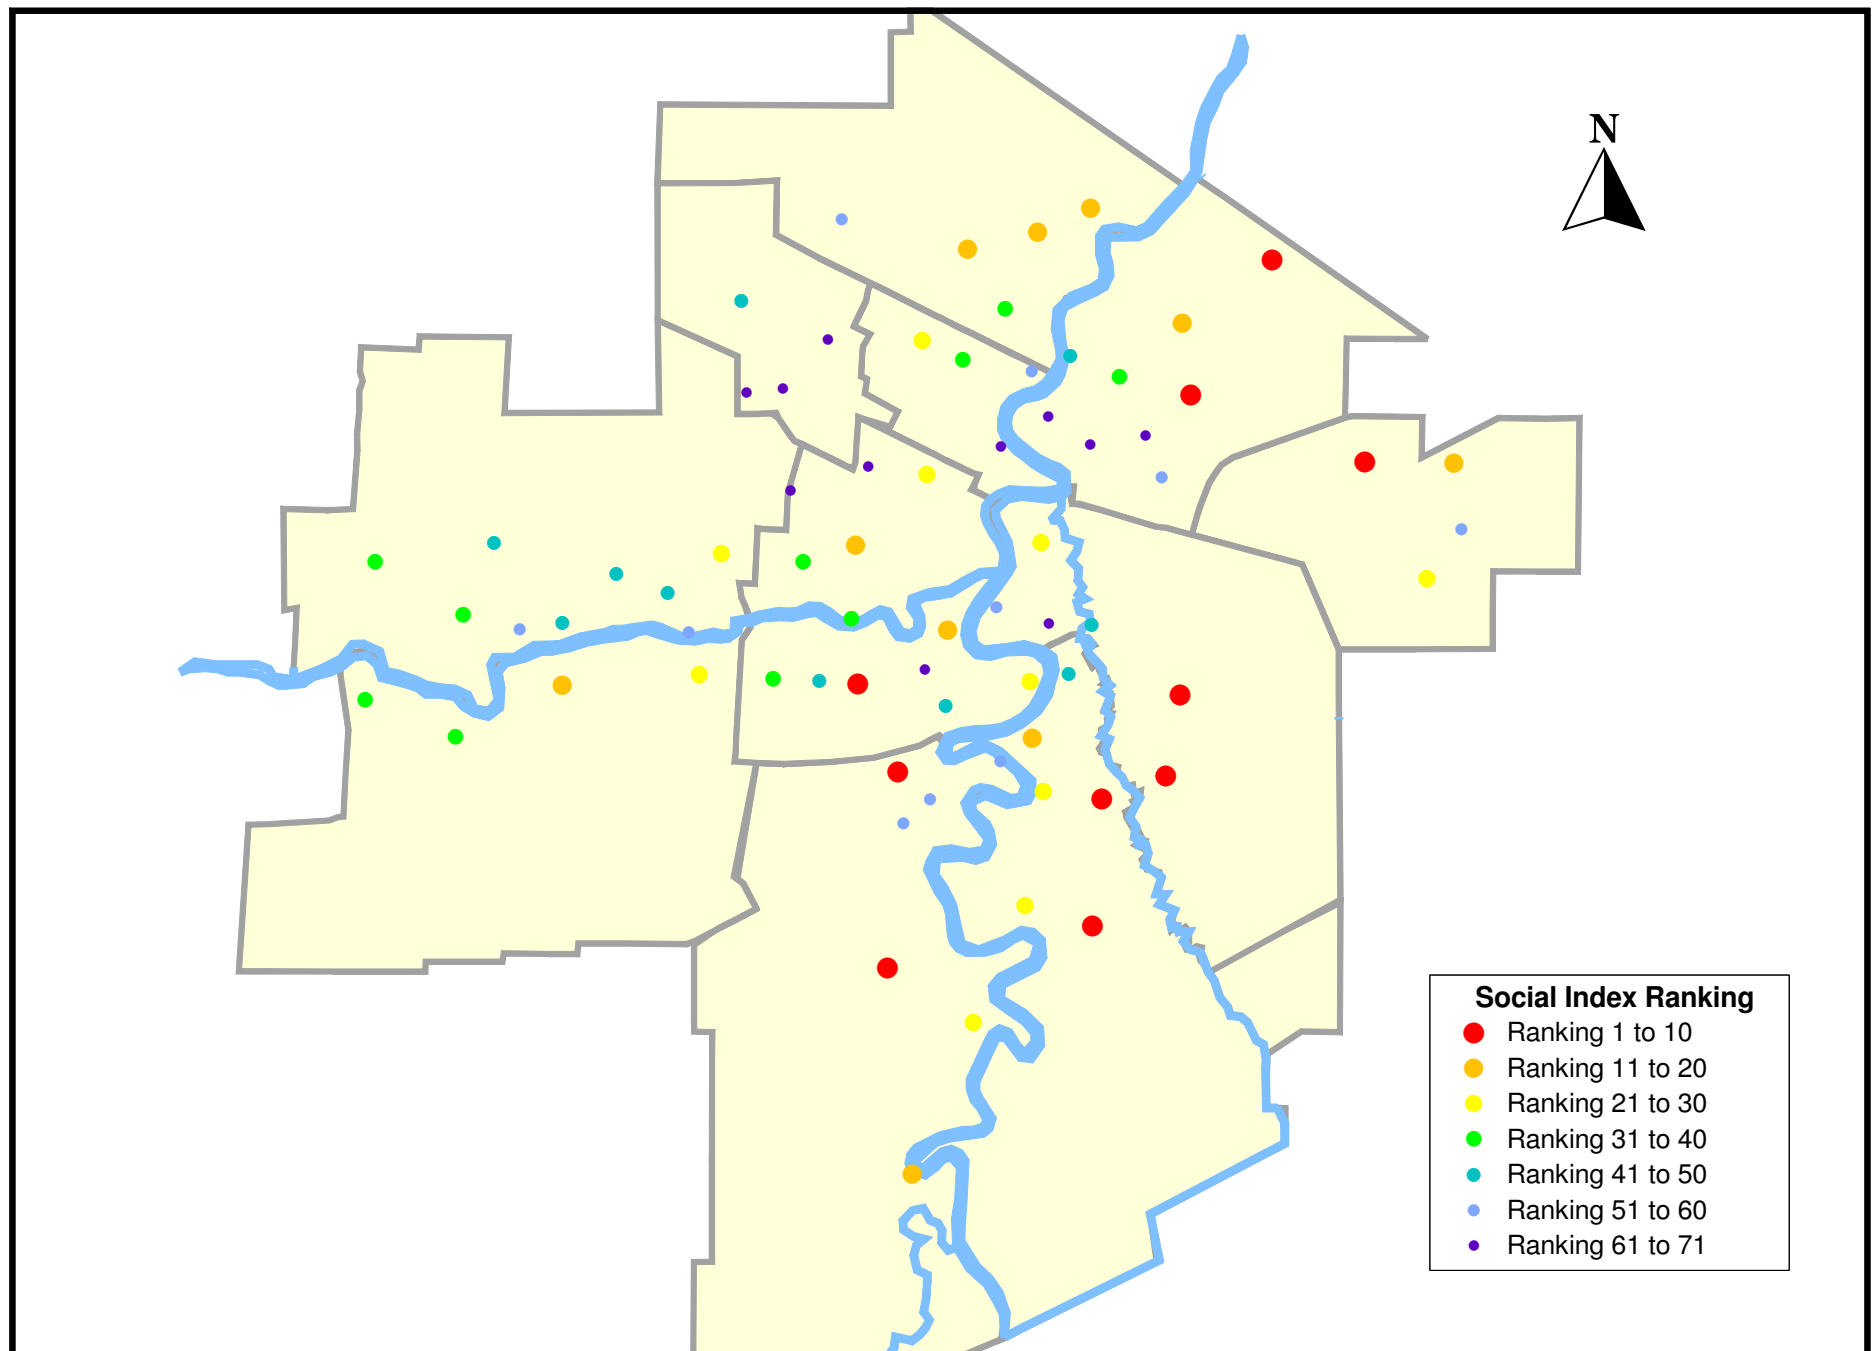 N
Social Index Ranking
Ranking 1 to 10
Ranking 11 to 20
Ranking 21 to 30
Ranking 31 to 40
Ranking 41 to 50
Ranking 51 to 60
Ranking 61 to 71